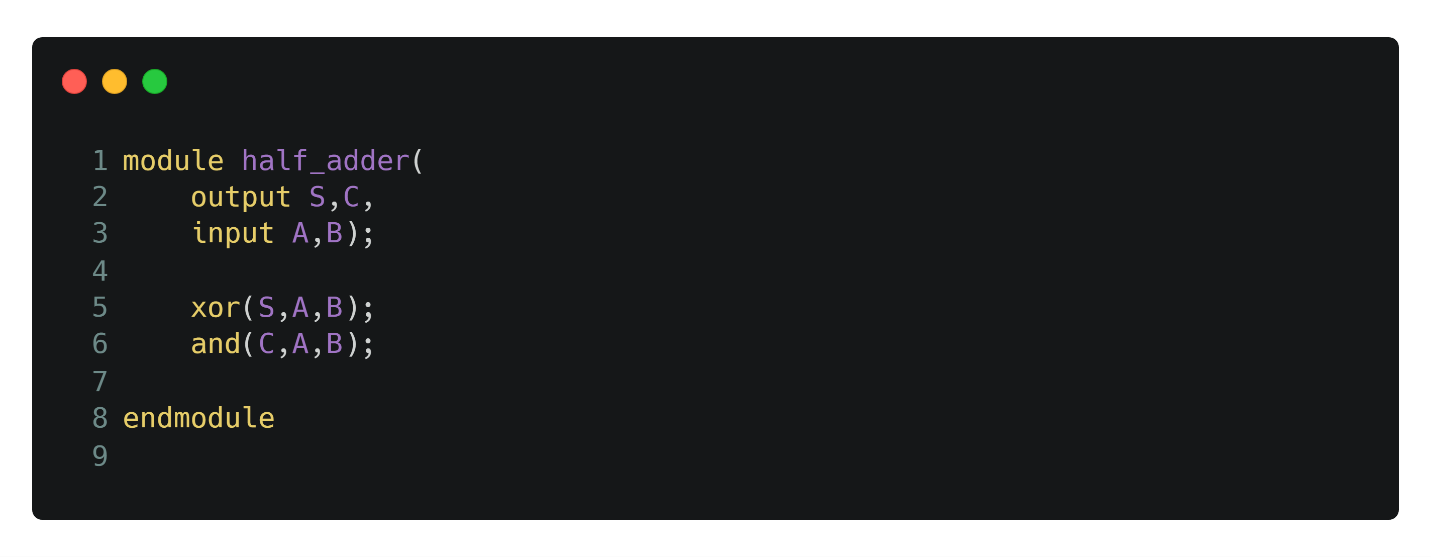 1 module half_adder(
2     output S,C,
3     input A,B);
4
5     xor(S,A,B);
6     and(C,A,B);
7
8 endmodule
9